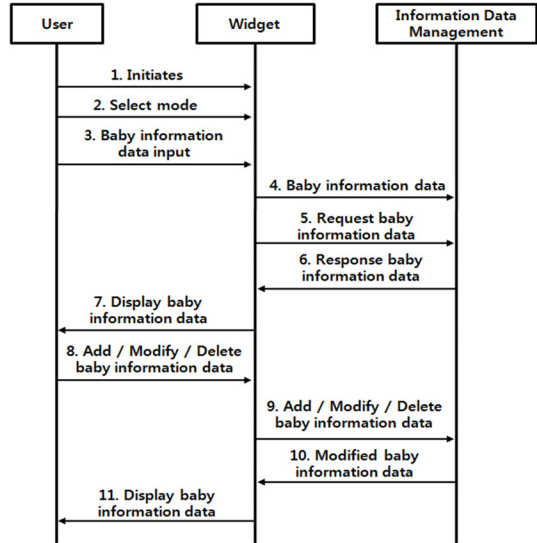 User
Widget
Information Data
Management
1. Initiates
2. Select mode
3. Baby information
data input
4. Baby information data
5. Request baby
information data
6. Response baby
information data
7. Display baby
information data
8. Add / Modify / Delete
baby information data
9. Add / Modify / Delete
baby information data
10. Modified baby
information data
11. Display baby
information data